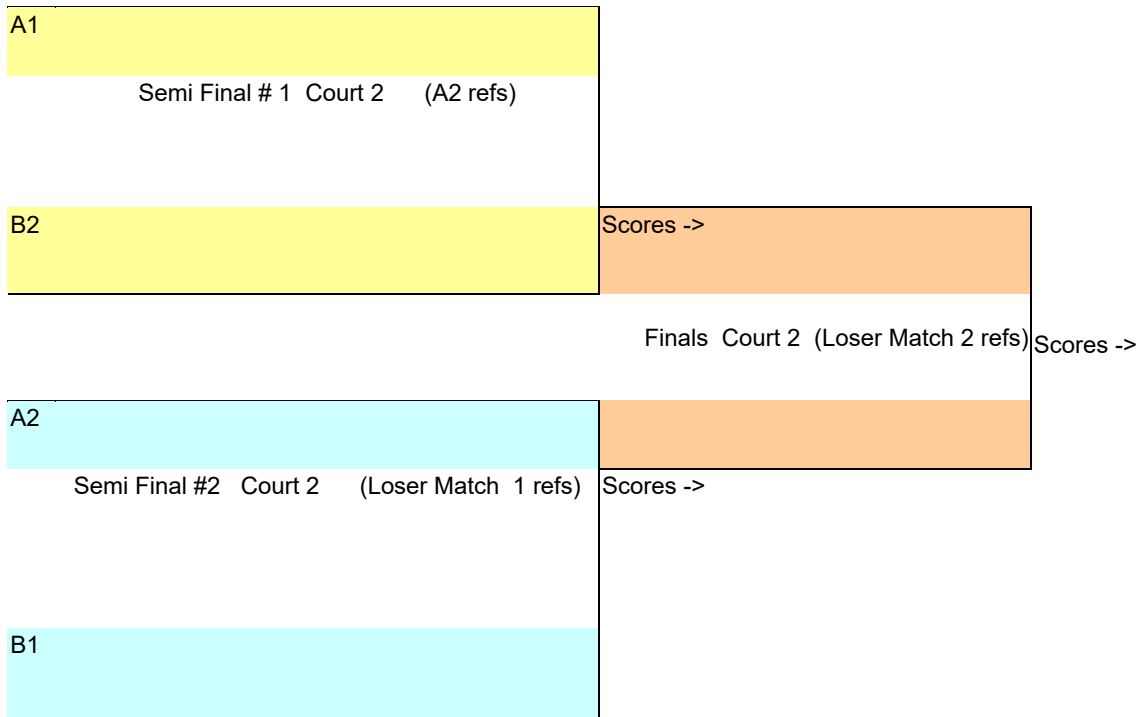 A1
Semi Final # 1 Court 2 (A2 refs)
B2
Scores ->
Finals Court 2 (Loser Match 2 refs)
Scores ->
A2
Semi Final #2 Court 2 (Loser Match 1 refs)
Scores ->
B1